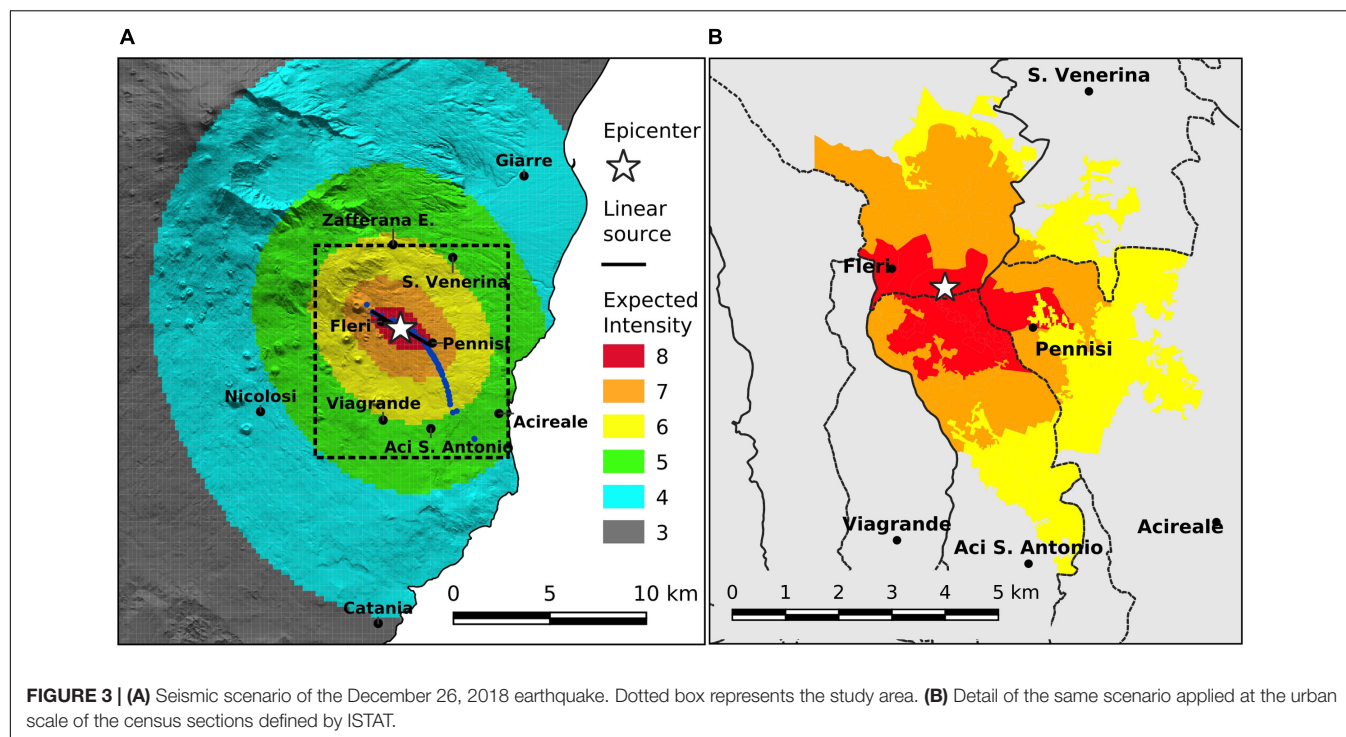 A
B
S. Venerina
Epicenter
Giarre
Linear
source
Zafferana E.
S. Venerina
Expected
Intensity
Fleri
Fleri
Pennisi
8
Pennisi
7
Nicolosi
Viagrande
6
Acireale
Aci S. Antonio
5
4
Viagrande
Acireale
3
Aci S. Antonio
0 5 10 km
0 1 2 3 4 5 km
Catania
FIGURE 3 | (A) Seismic scenario of the December 26, 2018 earthquake. Dotted box represents the study area. (B) Detail of the same scenario applied at the urban
scale of the census sections defined by ISTAT.